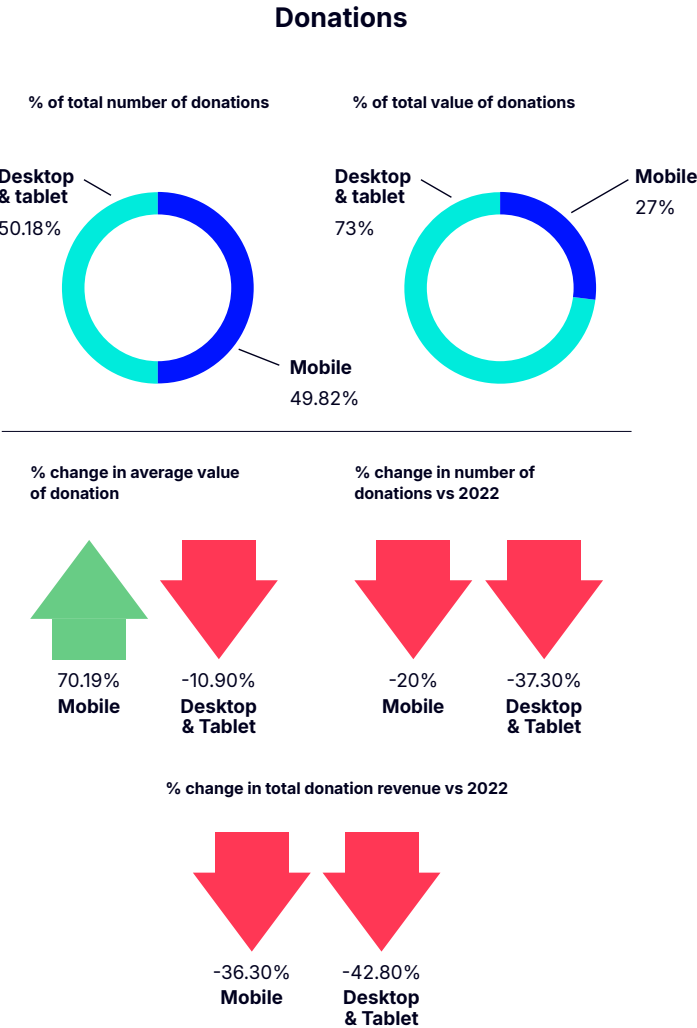 Donations
% of total number of donations
Desktop
& tablet
50.18%
Mobile
49.82%
% of total value of donations
Desktop
& tablet
73%
Mobile
27%
% change in average value
of donation
70.19%
Mobile
-10.90%
Desktop
& Tablet
% change in number of
donations vs 2022
-20%
Mobile
-37.30%
Desktop
& Tablet
% change in total donation revenue vs 2022
-36.30%
Mobile
-42.80%
Desktop
& Tablet